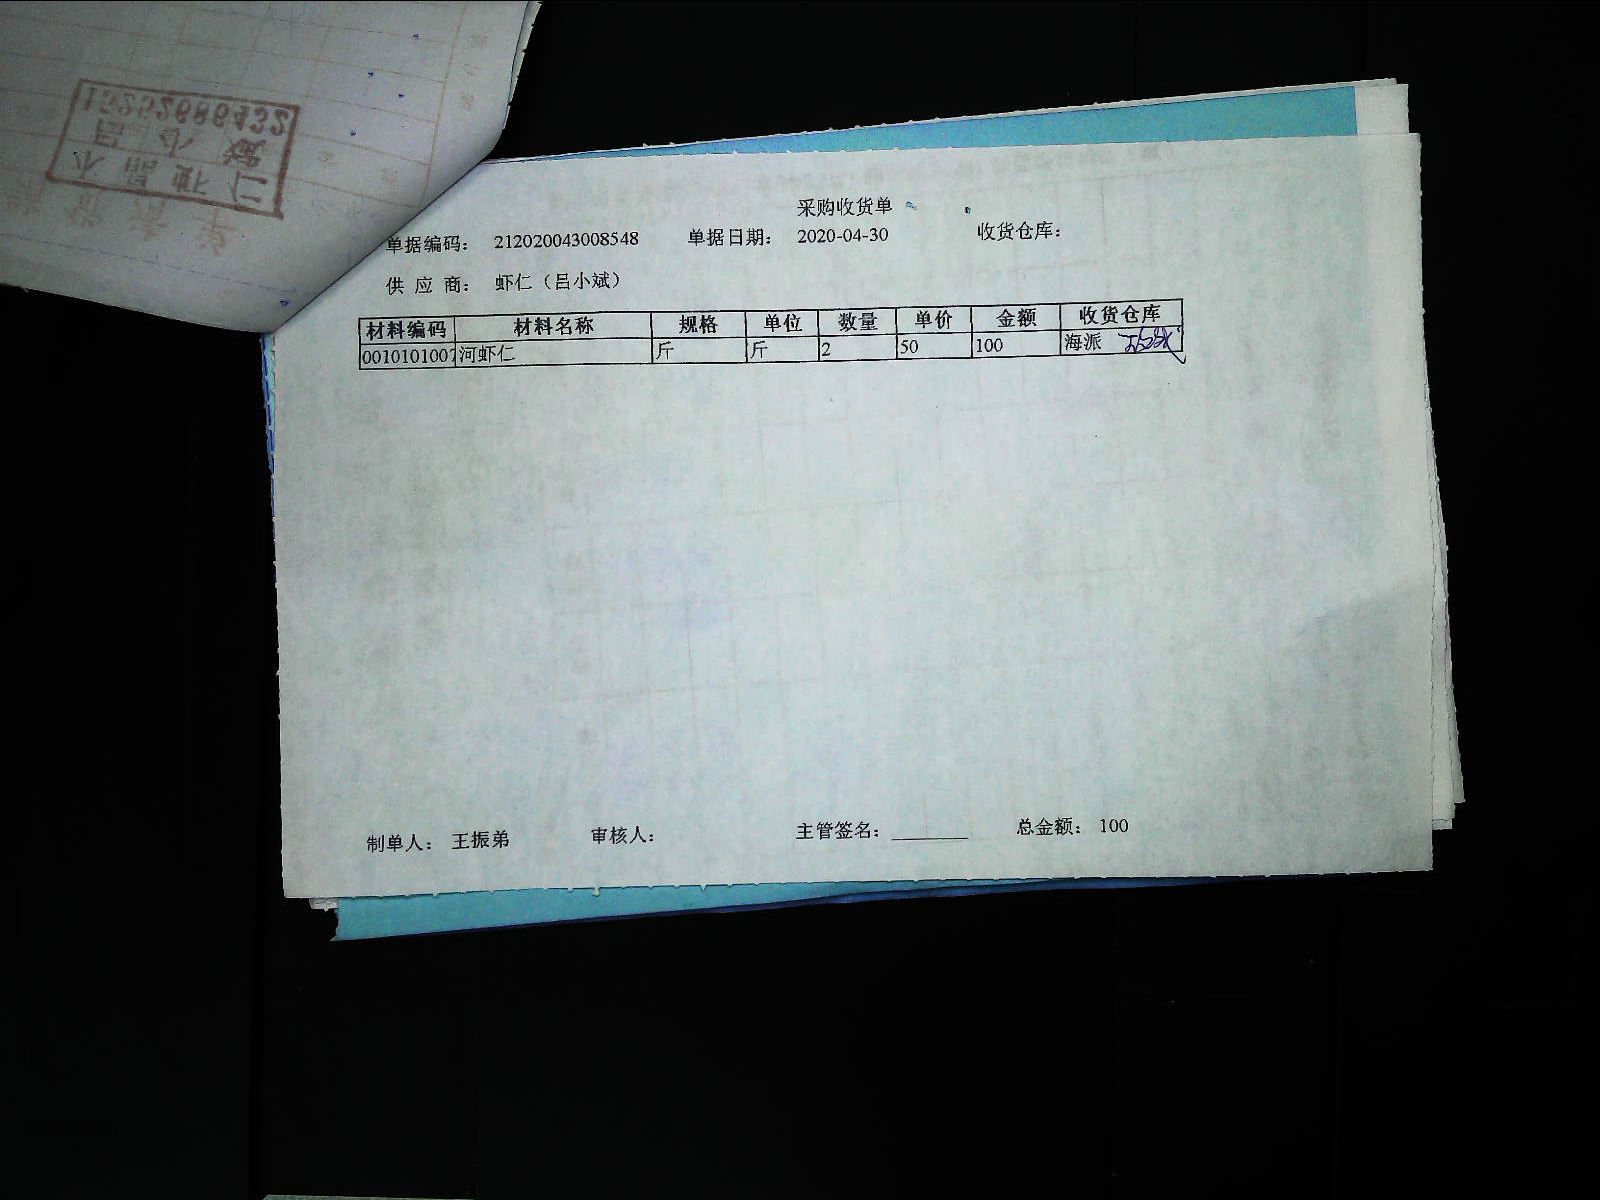 采购收货单
单据编码： 212020043008548 单据日期： 2020-04-30 收货仓库：
供 应 商： 虾仁（吕小斌）
材料编码 材料名称 规格 单位 数量 单价 金额 收货仓库
0010101007 河虾仁 斤 斤 2 50 100 海派
制单人： 王振弟 审核人： 主管签名： 总金额： 100